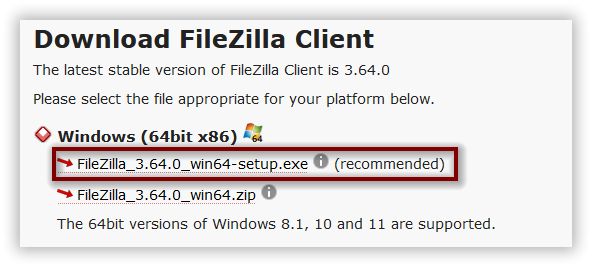 Download FileZilla Client
The latest stable version of FileZilla Client is 3.64.0
Please select the file appropriate for your platform below.
Windows (64bit x86) 64
FileZilla_3.64.0_win64-setup.exe i (recommended)
FileZilla_3.64.0_win64.zip i
The 64bit versions of Windows 8.1, 10 and 11 are supported.